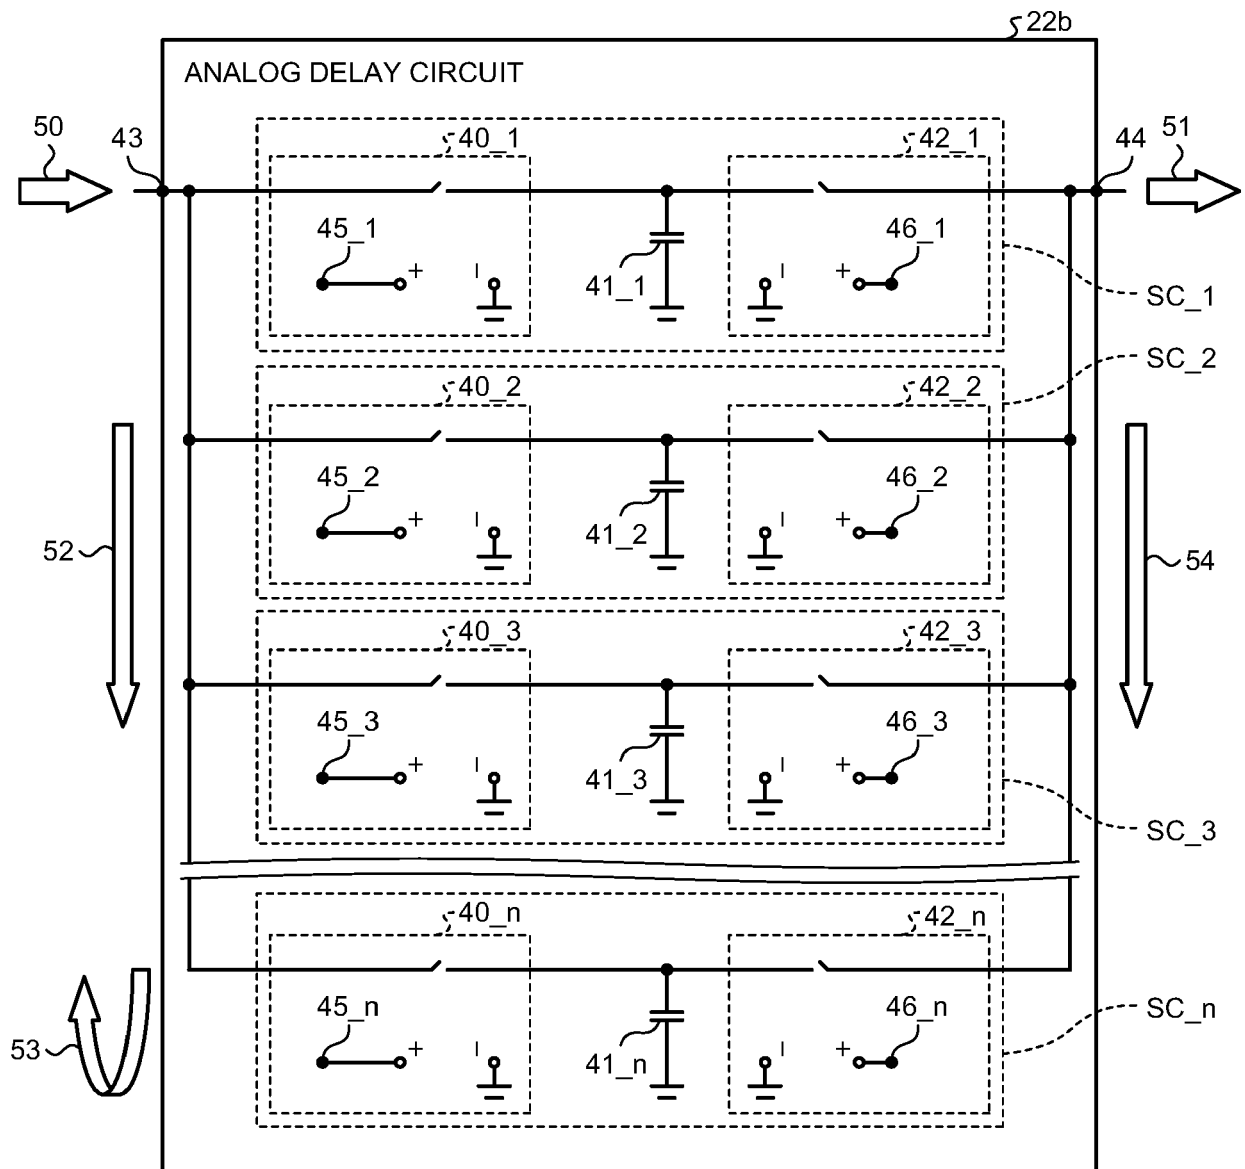 22b
ANALOG DELAY CIRCUIT
50
43
40_1
42_1
44
51
45_1
46_1
+
I
41_1
I
+
SC_1
SC_2
40_2
42_2
45_2
46_2
+
I
41_2
I
+
52
54
40_3
42_3
45_3
46_3
+
I
41_3
I
+
SC_3
40_n
42_n
45_n
46_n
SC_n
53
+
I
41_n
I
+